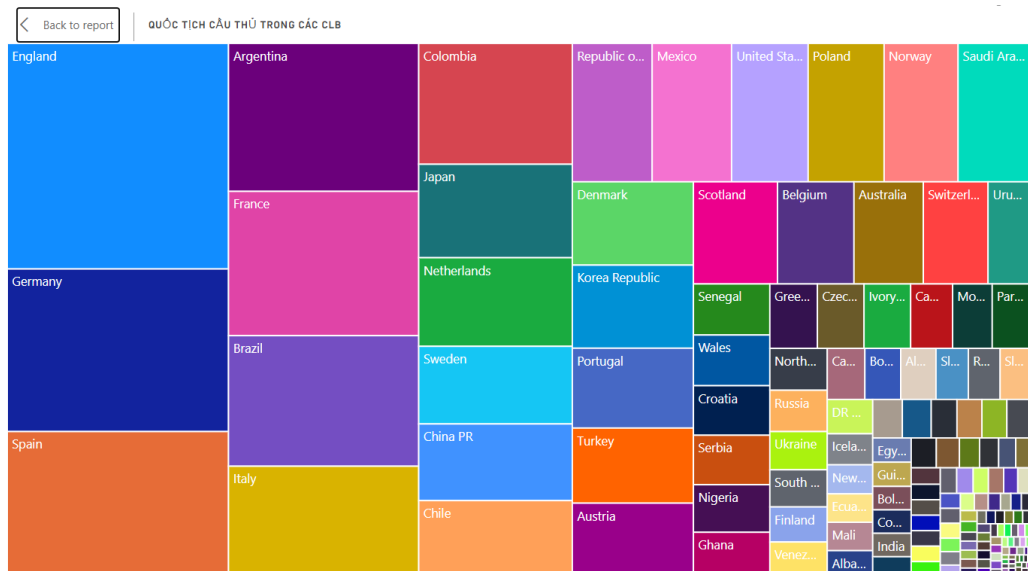 Back to report
QUỐC TỊCH CẦU THỦ TRONG CÁC CLB
England
Argentina
Colombia
Republic o...
Mexico
United Sta...
Poland
Norway
Saudi Ara...
Japan
Denmark
Scotland
Belgium
Australia
Switzerl...
Uru...
France
Netherlands
Korea Republic
Germany
Senegal
Gree...
Czec...
Ivory...
Ca...
Mo...
Par...
Brazil
Sweden
Portugal
Wales
North...
Ca...
Bo...
Al...
Sl...
R...
Sl...
Croatia
Russia
DR ...
Spain
China PR
Turkey
Serbia
Ukraine
Icela...
Egy...
Italy
Nigeria
South ...
New...
Gui...
Chile
Austria
Finland
Ecua...
Bol...
Ghana
Mali
Co...
Venez...
India
Alba...